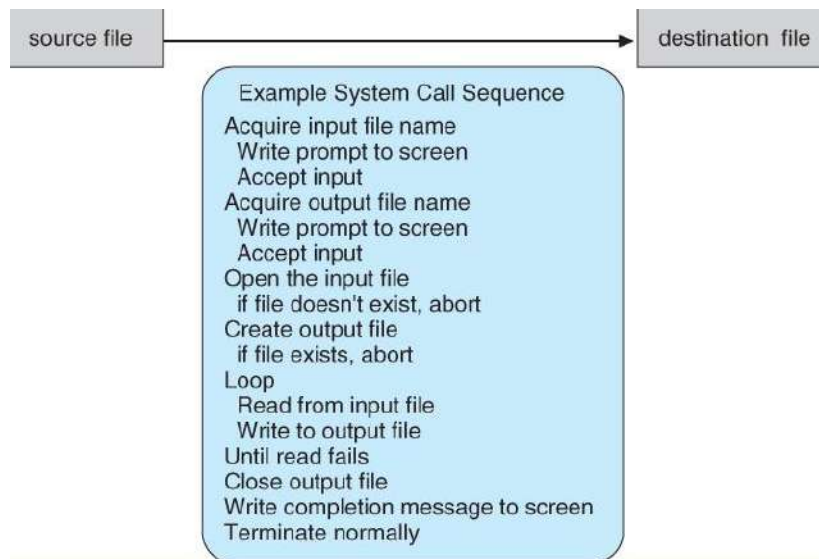 source file
destination file
Example System Call Sequence
Acquire input file name
Write prompt to screen
Accept input
Acquire output file name
Write prompt to screen
Accept input
Open the input file
if file doesn't exist, abort
Create output file
if file exists, abort
Loop
Read from input file
Write to output file
Until read fails
Close output file
Write completion message to screen
Terminate normally